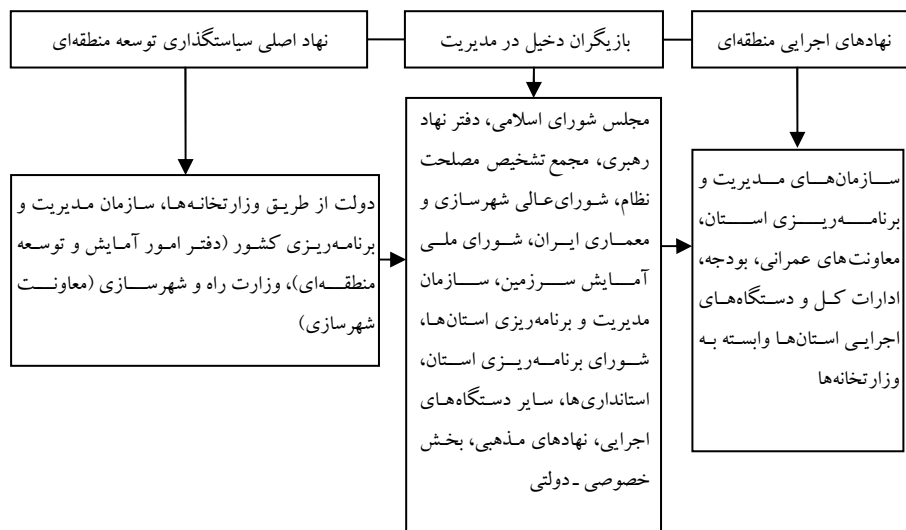 نهادهای اجرایی منطقه‌ای
بازیگران دخیل در مدیریت
نهاد اصلی سیاستگذاری توسعه منطقه‌ای
سازمان‌های مدیریت و
برنامه‌ریزی استان،
معاونت‌های عمرانی، بودجه،
ادارات کل و دستگاه‌های
اجرایی استان‌ها وابسته به
وزارتخانه‌ها
مجلس شورای اسلامی، دفتر نهاد
رهبری، مجمع تشخیص مصلحت
نظام، شورای‌عالی شهرسازی و
معماری ایران، شورای ملی
آمایش سرزمین، سازمان
مدیریت و برنامه‌ریزی استان‌ها،
شورای برنامه‌ریزی استان،
استانداری‌ها، سایر دستگاه‌های
اجرایی، نهادهای مذهبی، بخش
خصوصی ـ دولتی
دولت از طریق وزارتخانه‌ها، سازمان مدیریت و
برنامه‌ریزی کشور (دفتر امور آمایش و توسعه
منطقه‌ای)، وزارت راه و شهرسازی (معاونت
شهرسازی)